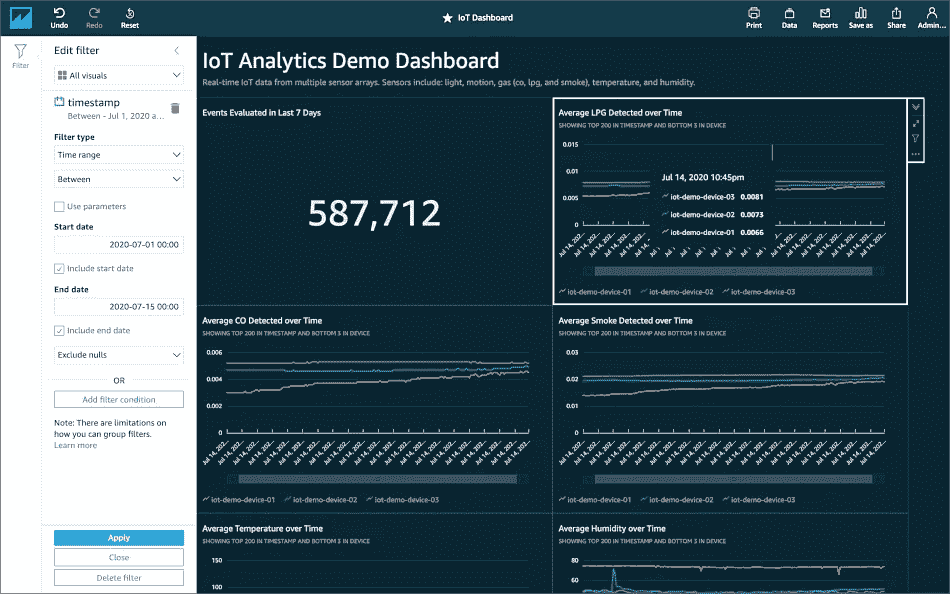 Undo
Redo
Reset
IoT Dashboard
Print
Data
Reports
Save as
Share
Admin...
Filter
Edit filter
All visuals
timestamp
Between - Jul 1, 2020 a...
Filter type
Time range
Between
Use parameters
Start date
2020-07-01 00:00
Include start date
End date
2020-07-15 00:00
Include end date
Exclude nulls
OR
Add filter condition
Note: There are limitations on
how you can group filters.
Learn more
Apply
Close
Delete filter
IoT Analytics Demo Dashboard
Real-time IoT data from multiple sensor arrays. Sensors include: light, motion, gas (co, lpg, and smoke), temperature, and humidity.
Events Evaluated in Last 7 Days
587,712
Average LPG Detected over Time
SHOWING TOP 200 IN TIMESTAMP AND BOTTOM 3 IN DEVICE
0.015
0.01
0.005
0
Jul 14, 2020 10:45pm
iot-demo-device-03 0.0081
iot-demo-device-02 0.0073
iot-demo-device-01 0.0066
iot-demo-device-01
iot-demo-device-02
iot-demo-device-03
Average CO Detected over Time
SHOWING TOP 200 IN TIMESTAMP AND BOTTOM 3 IN DEVICE
0.006
0.004
0.002
0
iot-demo-device-01
iot-demo-device-02
iot-demo-device-03
Average Smoke Detected over Time
SHOWING TOP 200 IN TIMESTAMP AND BOTTOM 3 IN DEVICE
0.03
0.02
0.01
0
iot-demo-device-01
iot-demo-device-02
iot-demo-device-03
Average Temperature over Time
SHOWING TOP 200 IN TIMESTAMP AND BOTTOM 3 IN DEVICE
150
100
Average Humidity over Time
SHOWING TOP 200 IN TIMESTAMP AND BOTTOM 3 IN DEVICE
80
60